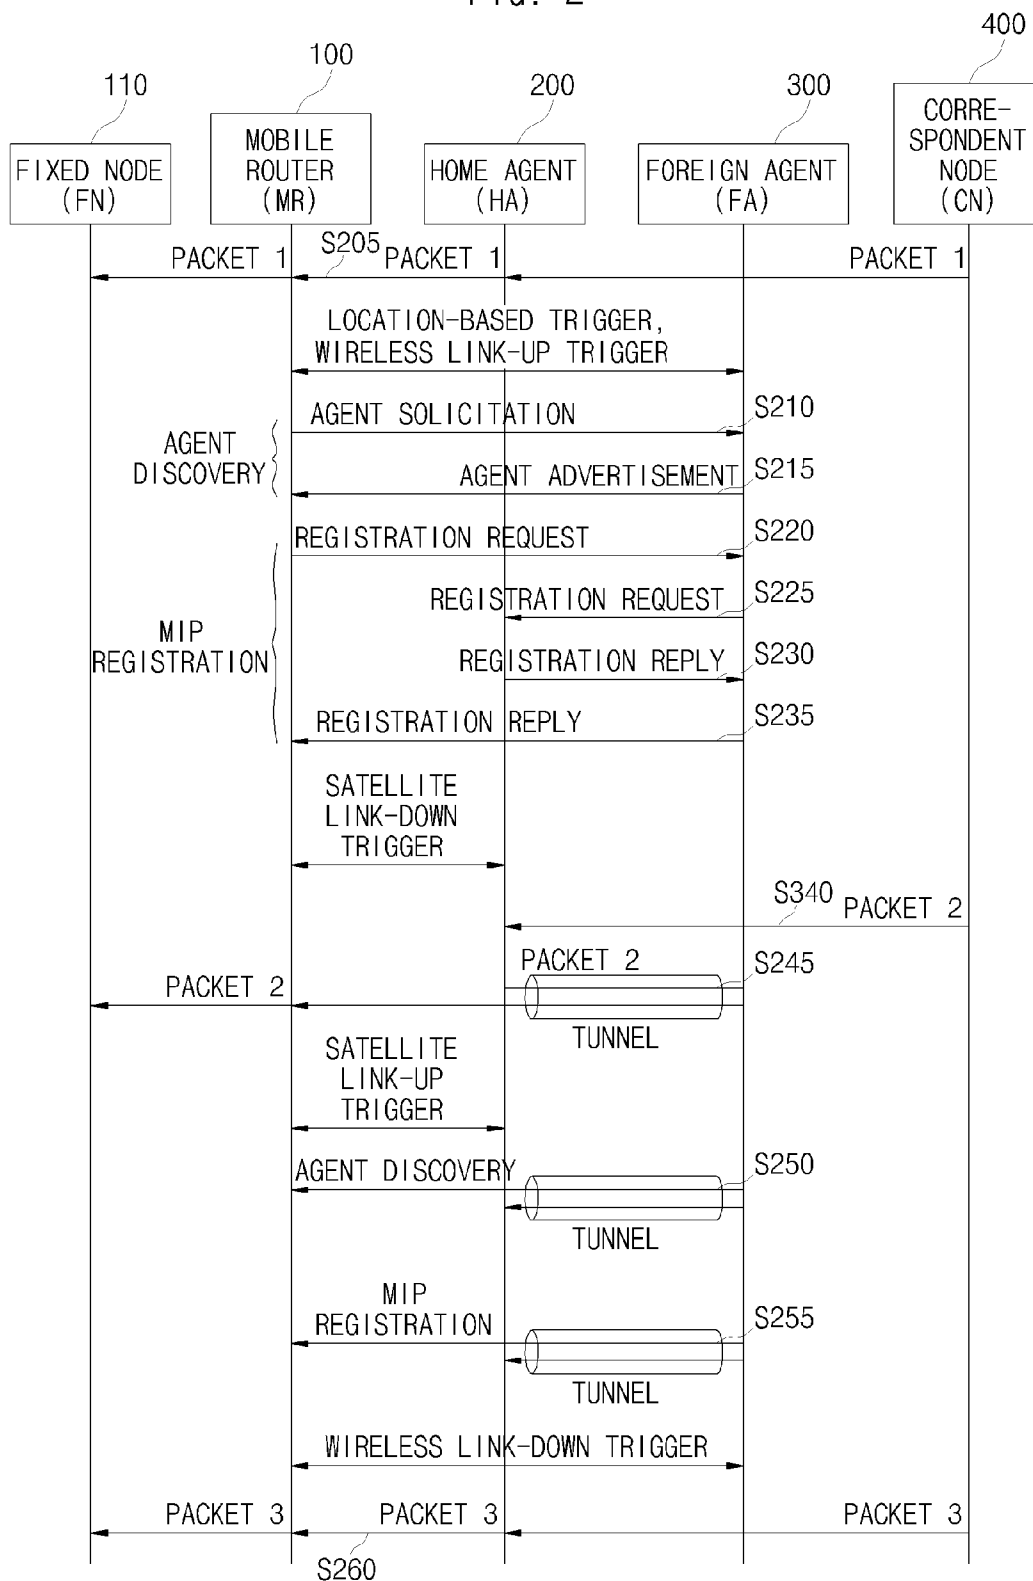 Fig. 2
400
110
100
200
300
FIXED NODE
(FN)
MOBILE
ROUTER
(MR)
HOME AGENT
(HA)
FOREIGN AGENT
(FA)
CORRE-
SPONDENT
NODE
(CN)
PACKET 1
S205
PACKET 1
PACKET 1
LOCATION-BASED TRIGGER,
WIRELESS LINK-UP TRIGGER
AGENT SOLICITATION
S210
AGENT
DISCOVERY
AGENT ADVERTISEMENT
S215
REGISTRATION REQUEST
S220
REGISTRATION REQUEST
S225
MIP
REGISTRATION
REGISTRATION REPLY
S230
REGISTRATION REPLY
S235
SATELLITE
LINK-DOWN
TRIGGER
S340
PACKET 2
PACKET 2
S245
PACKET 2
TUNNEL
SATELLITE
LINK-UP
TRIGGER
AGENT DISCOVERY
S250
TUNNEL
MIP
REGISTRATION
S255
TUNNEL
WIRELESS LINK-DOWN TRIGGER
PACKET 3
PACKET 3
PACKET 3
S260